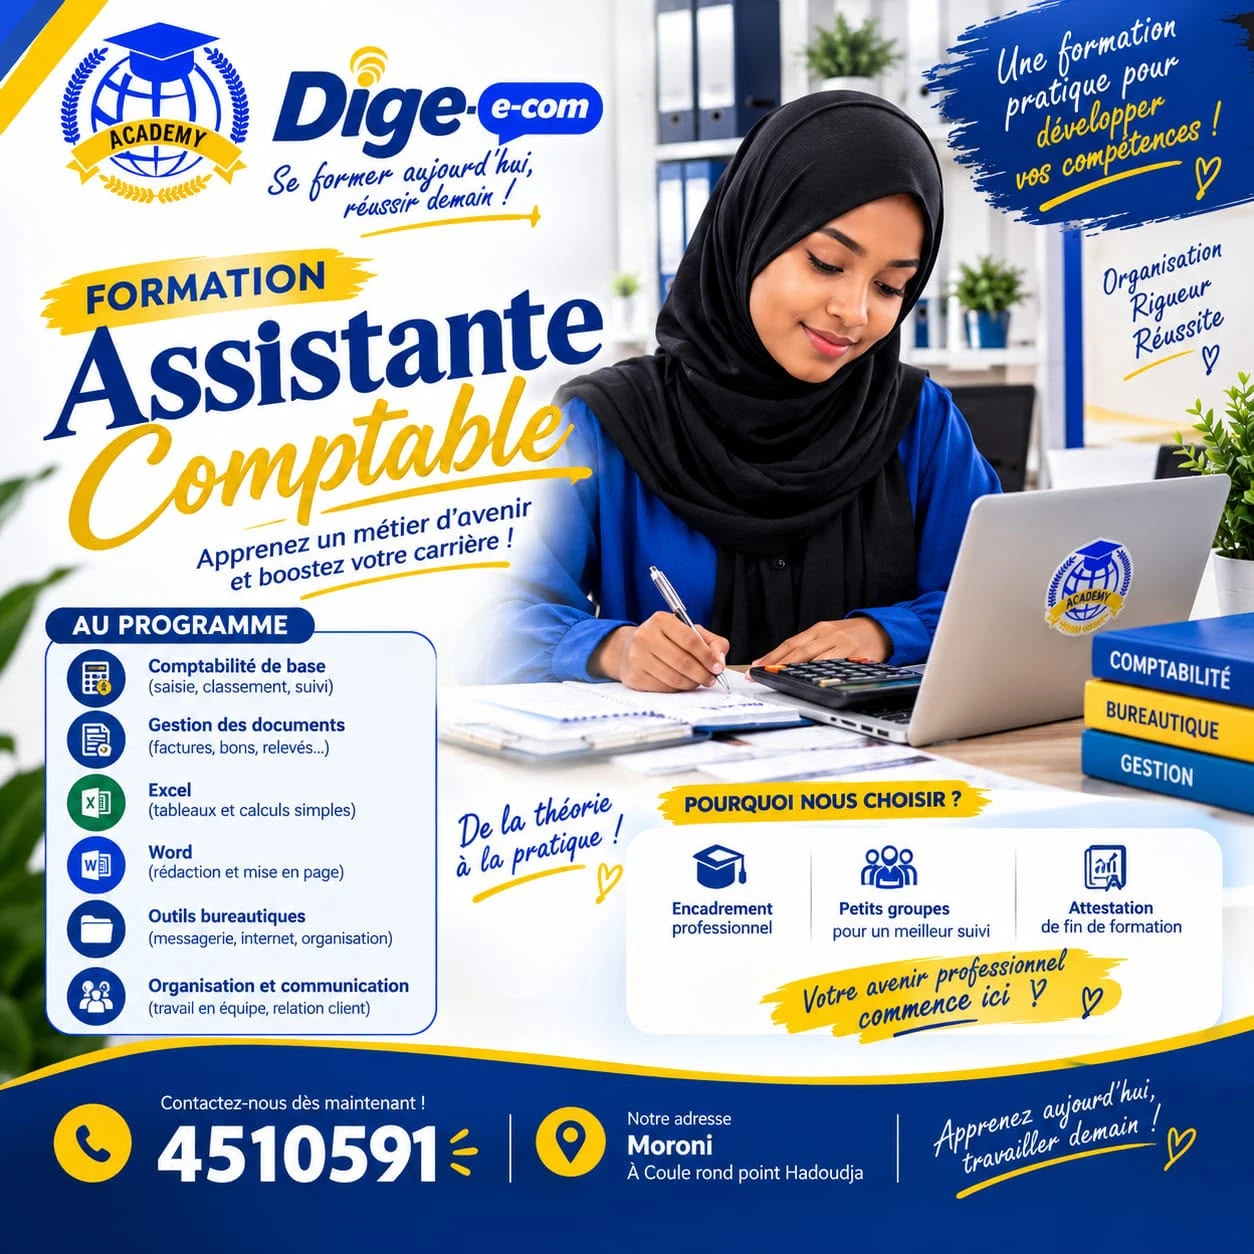 ACADEMY
Dige-e-com
Se former aujourd'hui,
réussir demain !
Une formation
pratique pour
développer
vos compétences !
Organisation
Rigueur
Réussite
FORMATION
Assistante
Comptable
Apprenez un métier d'avenir
et boostez votre carrière !
AU PROGRAMME
Comptabilité de base
(saisie, classement, suivi)
Gestion des documents
(factures, bons, relevés...)
Excel
(tableaux et calculs simples)
Word
(rédaction et mise en page)
Outils bureautiques
(messagerie, internet, organisation)
Organisation et communication
(travail en équipe, relation client)
ACADEMY
COMPTABILITÉ
BUREAUTIQUE
GESTION
De la théorie
à la pratique !
POURQUOI NOUS CHOISIR ?
Encadrement
professionnel
Petits groupes
pour un meilleur suivi
Attestation
de fin de formation
Votre avenir professionnel
commence ici !
Contactez-nous dès maintenant !
4510591
Notre adresse
Moroni
À Coule rond point Hadoudja
Apprenez aujourd'hui,
travailler demain !